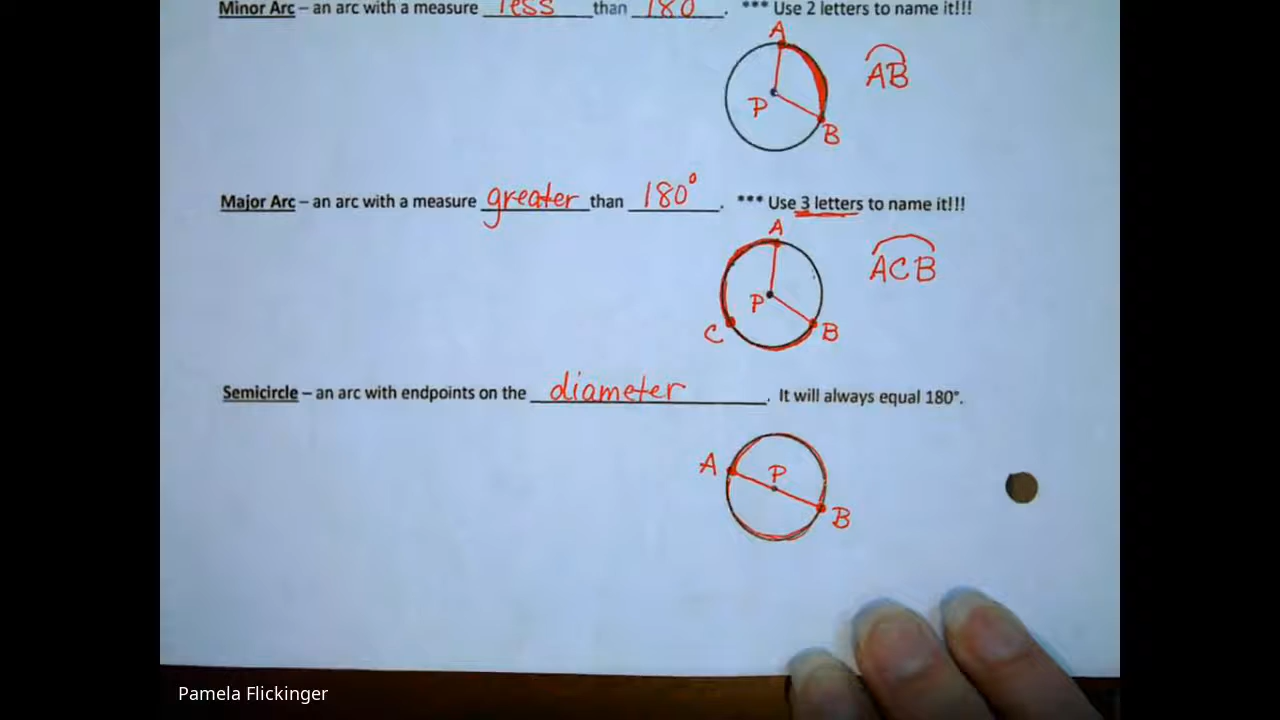 Minor Arc – an arc with a measure less than 180. *** Use 2 letters to name it!!!
A
AB
P
B
Major Arc – an arc with a measure greater than 180°. *** Use 3 letters to name it!!!
A
ACB
P
C B
Semicircle – an arc with endpoints on the diameter. It will always equal 180°.
A P
B
Pamela Flickinger